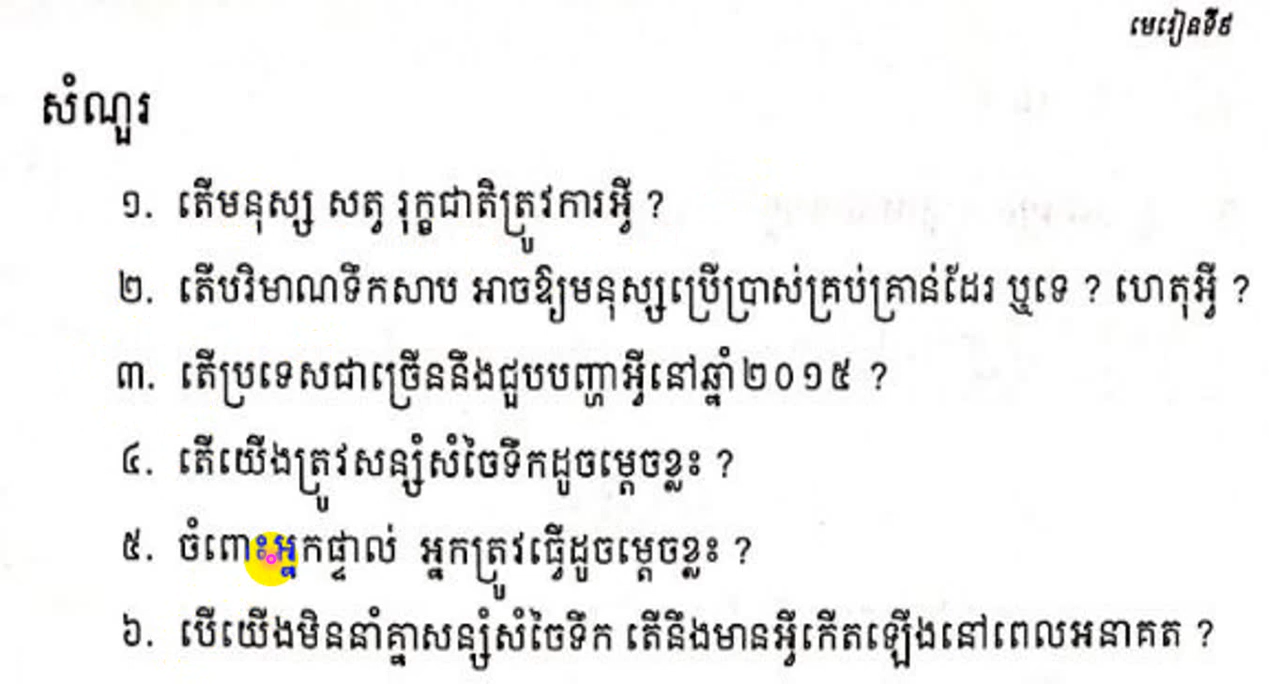 មេរៀនទី៩
សំណួរ
១. តើមនុស្ស សត្វ រុក្ខជាតិត្រូវការអ្វី ?
២. តើបរិមាណទឹកសាប អាចឱ្យមនុស្សប្រើប្រាស់គ្រប់គ្រាន់ដែរ ឬទេ ? ហេតុអ្វី ?
៣. តើប្រទេសជាច្រើននឹងជួបបញ្ហាអ្វីនៅឆ្នាំ២០១៥ ?
៤. តើយើងត្រូវសន្សំសំចៃទឹកដូចម្តេចខ្លះ ?
៥. ចំពោះអ្នកផ្ទាល់ អ្នកត្រូវធ្វើដូចម្តេចខ្លះ ?
៦. បើយើងមិននាំគ្នាសន្សំសំចៃទឹក តើនឹងមានអ្វីកើតឡើងនៅពេលអនាគត ?